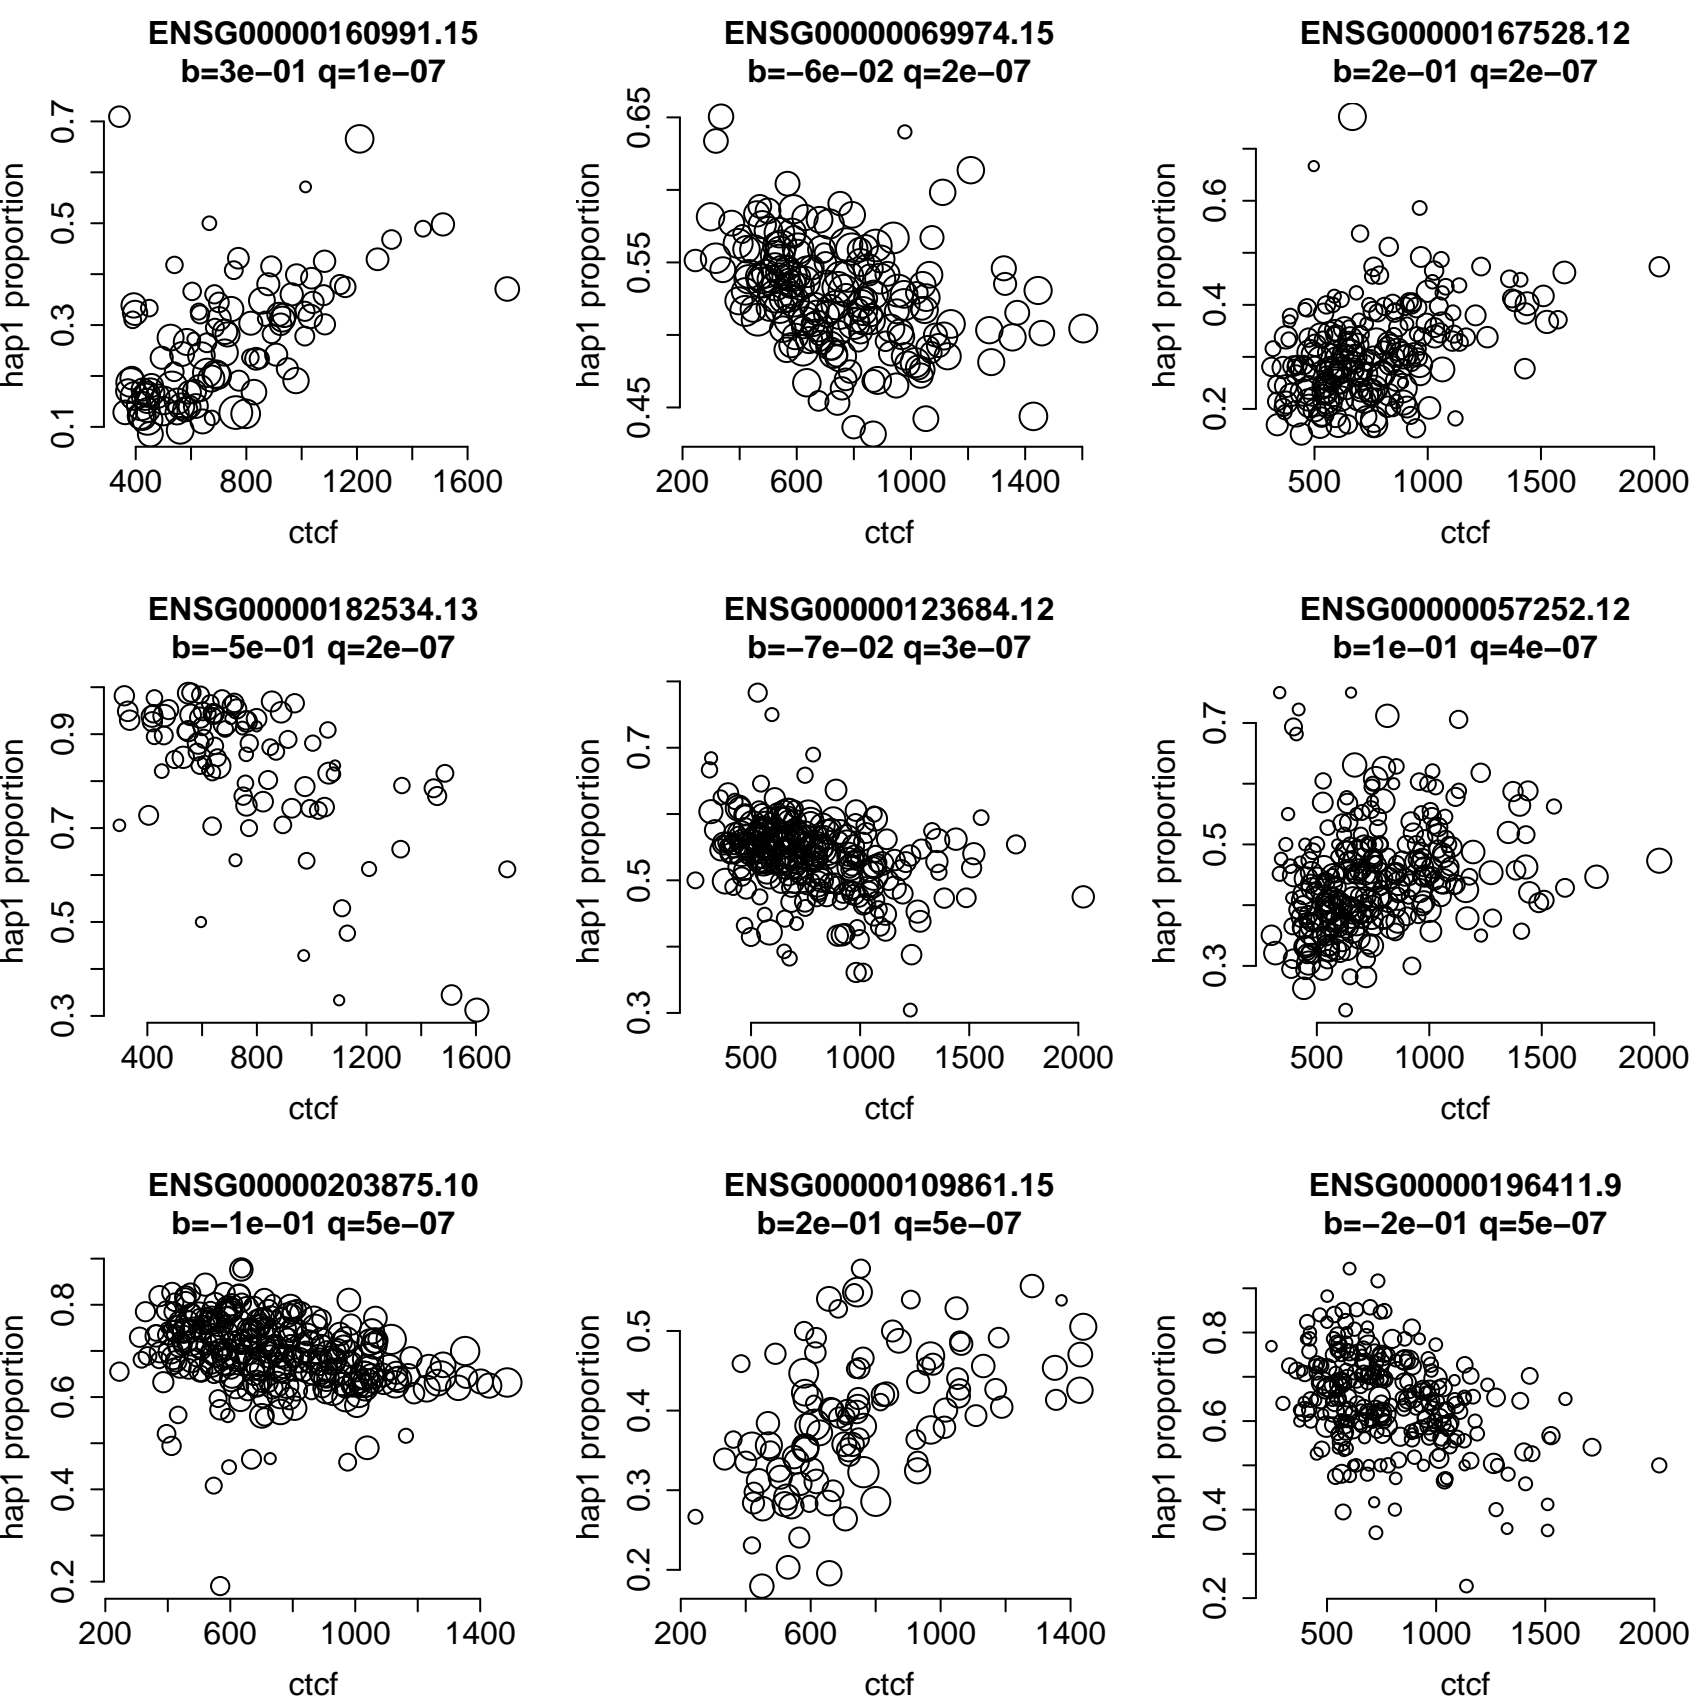 ENSG00000160991.15
b=3e−01 q=1e−07
hap1 proportion
0.1 0.3 0.5 0.7
400 800 1200 1600
ctcf
ENSG00000069974.15
b=−6e−02 q=2e−07
hap1 proportion
0.45 0.55 0.65
200 600 1000 1400
ctcf
ENSG00000167528.12
b=2e−01 q=2e−07
hap1 proportion
0.2 0.4 0.6
500 1000 1500 2000
ctcf
ENSG00000182534.13
b=−5e−01 q=2e−07
hap1 proportion
0.3 0.5 0.7 0.9
400 800 1200 1600
ctcf
ENSG00000123684.12
b=−7e−02 q=3e−07
hap1 proportion
0.3 0.5 0.7
500 1000 1500 2000
ctcf
ENSG00000057252.12
b=1e−01 q=4e−07
hap1 proportion
0.3 0.5 0.7
500 1000 1500 2000
ctcf
ENSG00000203875.10
b=−1e−01 q=5e−07
hap1 proportion
0.2 0.4 0.6 0.8
200 600 1000 1400
ctcf
ENSG00000109861.15
b=2e−01 q=5e−07
hap1 proportion
0.2 0.3 0.4 0.5
200 600 1000 1400
ctcf
ENSG00000196411.9
b=−2e−01 q=5e−07
hap1 proportion
0.2 0.4 0.6 0.8
500 1000 1500 2000
ctcf